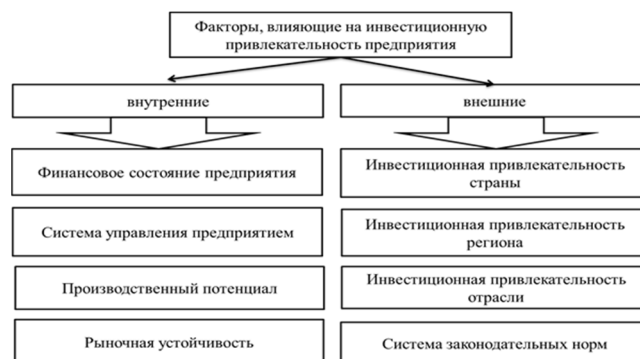 Факторы, влияющие на инвестиционную
привлекательность предприятия
внутренние
внешние
Финансовое состояние предприятия
Инвестиционная привлекательность
страны
Система управления предприятием
Инвестиционная привлекательность
региона
Производственный потенциал
Инвестиционная привлекательность
отрасли
Рыночная устойчивость
Система законодательных норм